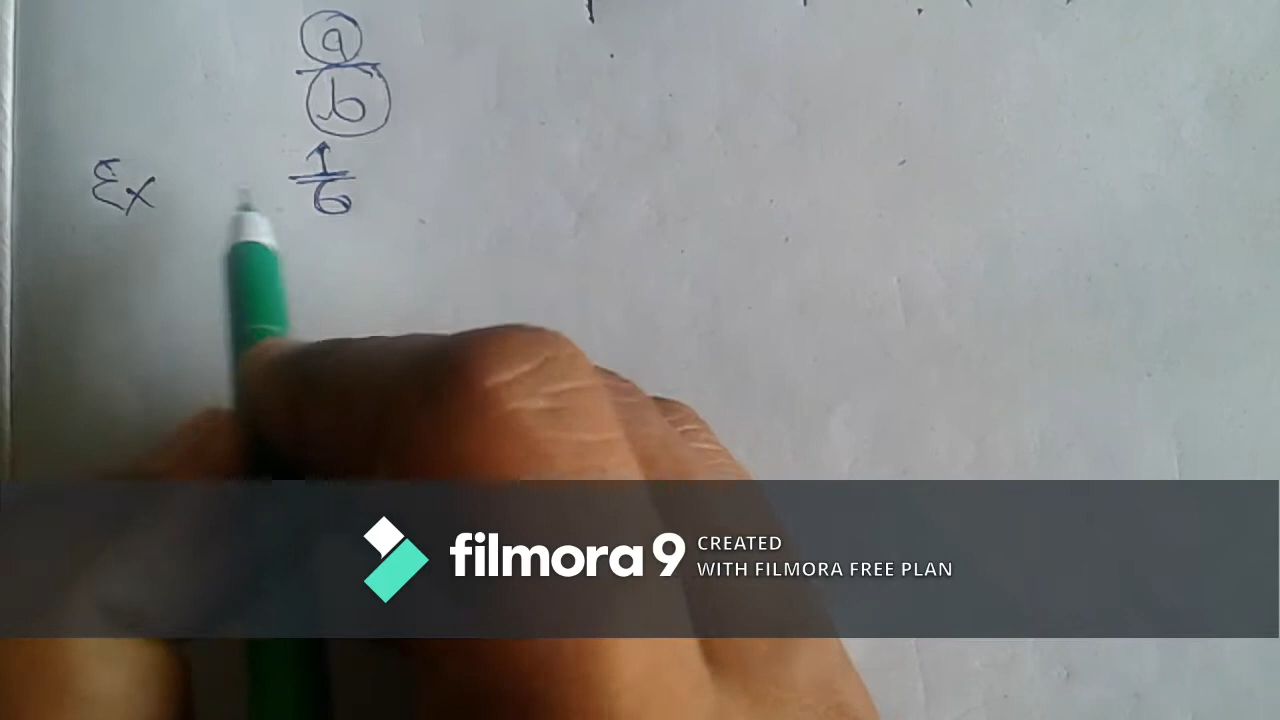 a
b
Ex 1/6
filmora 9 CREATED
WITH FILMORA FREE PLAN